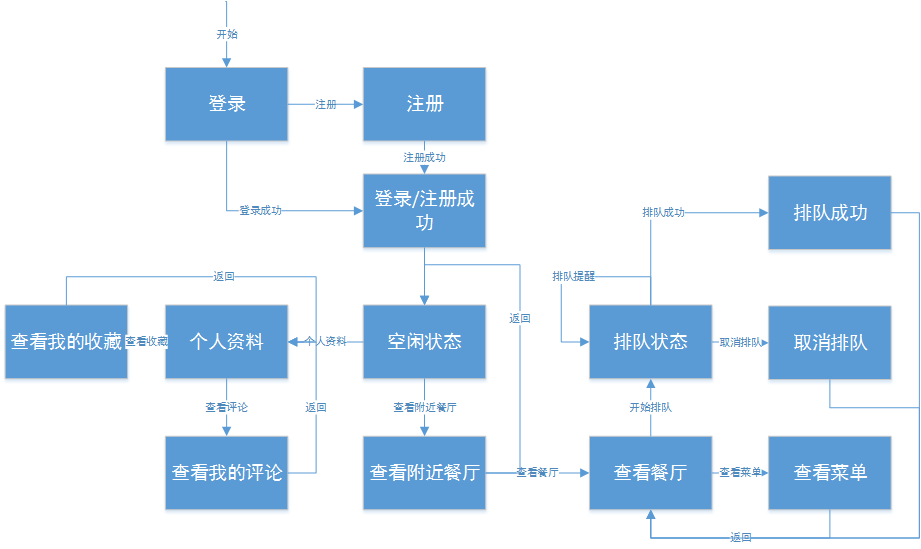 开始
登录
注册
注册
注册成功
登录/注册成
功
登录成功
排队成功
排队成功
返回
排队提醒
返回
查看我的收藏
查看收藏
个人资料
个人资料
空闲状态
排队状态
取消排队
取消排队
查看评论
返回
查看附近餐厅
开始排队
查看我的评论
查看附近餐厅
查看餐厅
查看餐厅
查看菜单
查看菜单
返回